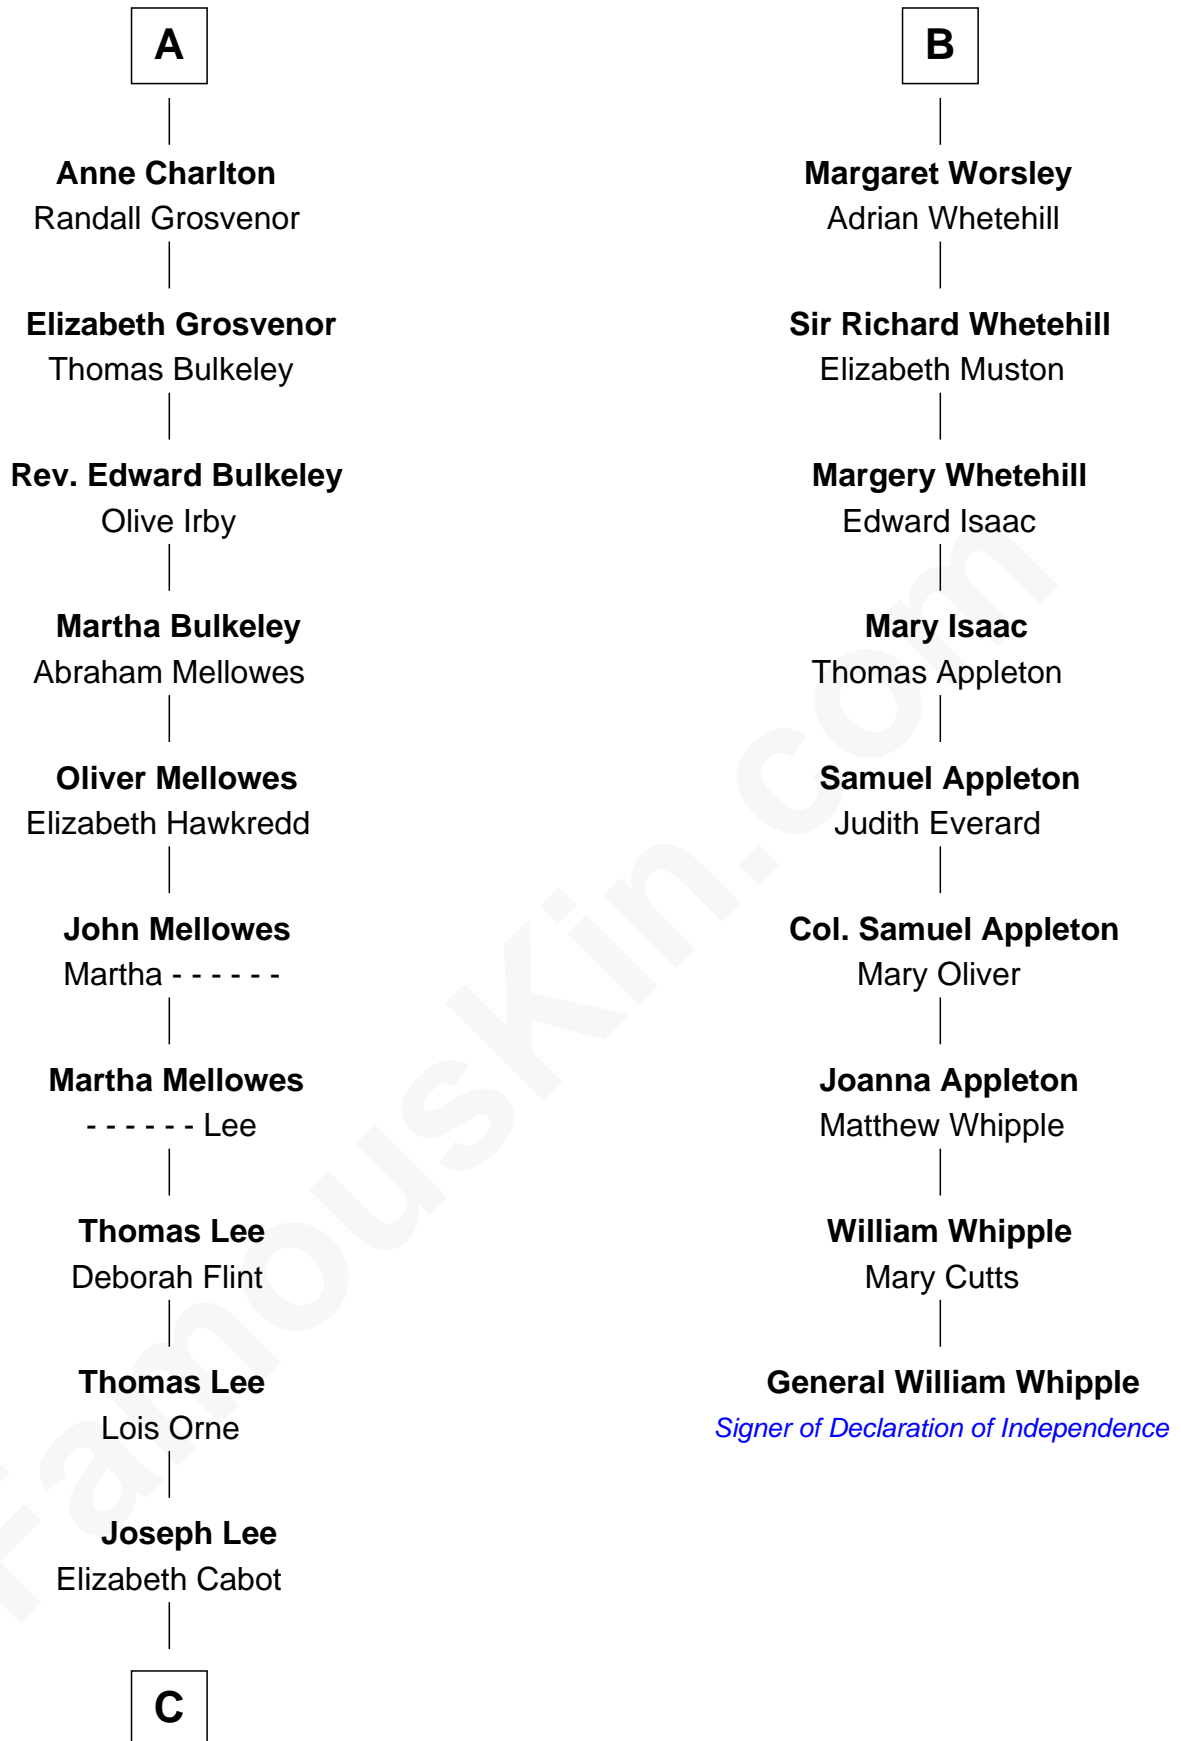 A
Anne Charlton
Randall Grosvenor
Elizabeth Grosvenor
Thomas Bulkeley
Rev. Edward Bulkeley
Olive Irby
Martha Bulkeley
Abraham Mellowes
Oliver Mellowes
Elizabeth Hawkredd
John Mellowes
Martha - - - - - -
Martha Mellowes
- - - - - - Lee
Thomas Lee
Deborah Flint
Thomas Lee
Lois Orne
Joseph Lee
Elizabeth Cabot
C
B
Margaret Worsley
Adrian Whetehill
Sir Richard Whetehill
Elizabeth Muston
Margery Whetehill
Edward Isaac
Mary Isaac
Thomas Appleton
Samuel Appleton
Judith Everard
Col. Samuel Appleton
Mary Oliver
Joanna Appleton
Matthew Whipple
William Whipple
Mary Cutts
General William Whipple
Signer of Declaration of Independence
FamousKin.com